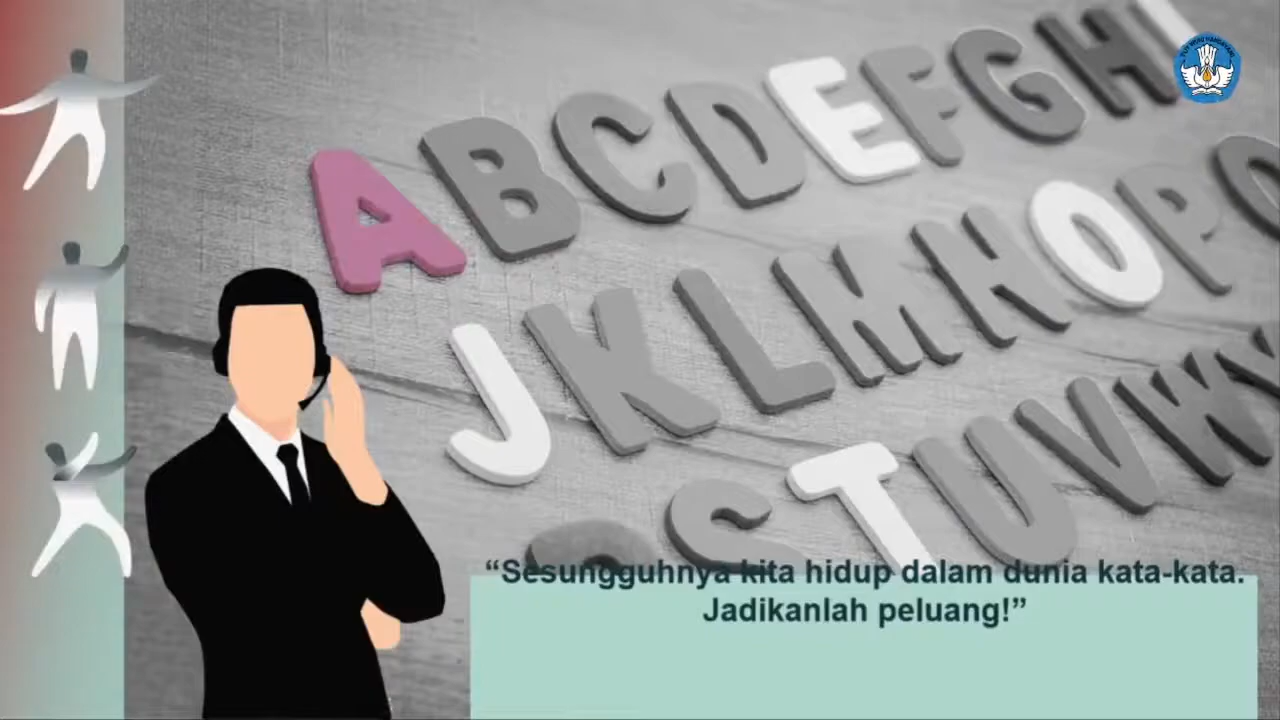 A B C D E F G H I
J K L M N O P Q
S T U V W Y
“Sesungguhnya kita hidup dalam dunia kata-kata.
Jadikanlah peluang!”